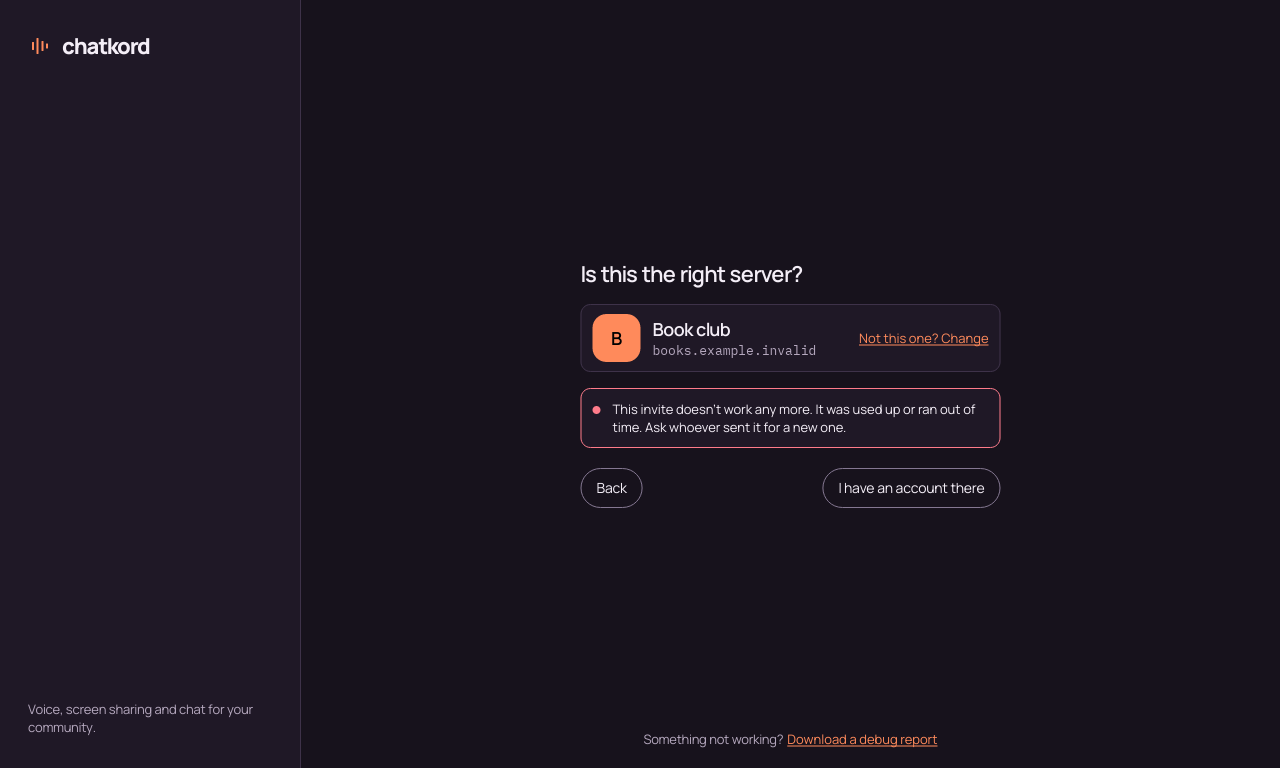 chatkord
Is this the right server?
B
Book club
books.example.invalid
Not this one? Change
This invite doesn't work any more. It was used up or ran out of
time. Ask whoever sent it for a new one.
Back
I have an account there
Voice, screen sharing and chat for your
community.
Something not working? Download a debug report